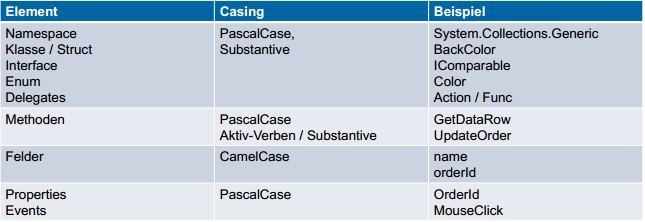 Element Casing Beispiel
Namespace PascalCase, System.Collections.Generic
Klasse / Struct Substantive BackColor
Interface IComparable
Enum Color
Delegates Action / Func
Methoden PascalCase GetDataRow
Aktiv-Verben / Substantive UpdateOrder
Felder CamelCase name
orderId
Properties PascalCase OrderId
Events MouseClick